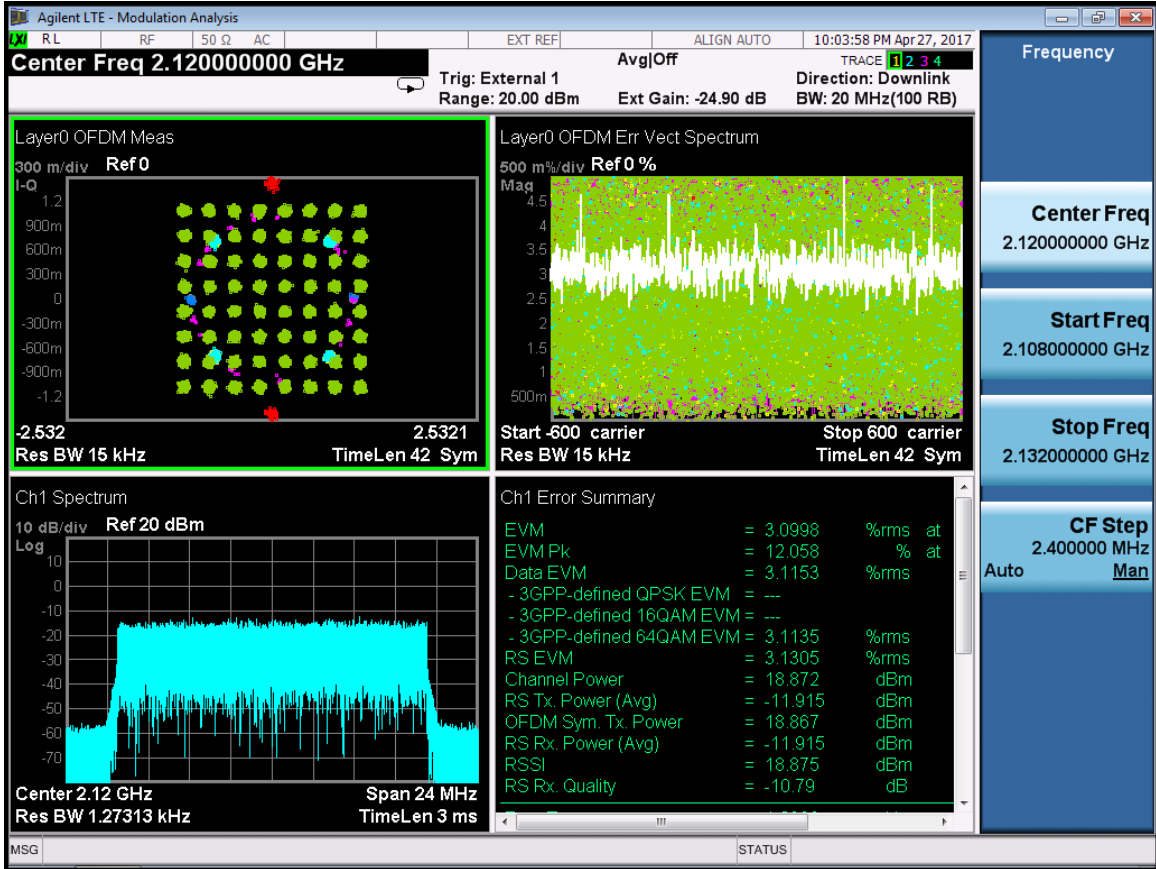 Agilent LTE - Modulation Analysis
LXI RL RF 50 Ω AC EXT REF ALIGN AUTO 10:03:58 PM Apr 27, 2017
Center Freq 2.120000000 GHz
Avg|Off
TRACE 1 2 3 4
Trig: External 1
Direction: Downlink
Range: 20.00 dBm Ext Gain: -24.90 dB BW: 20 MHz(100 RB)
Layer0 OFDM Meas
300 m/div Ref 0
I-Q
1.2
900m
600m
300m
0
-300m
-600m
-900m
-1.2
-2.532 2.5321
Res BW 15 kHz TimeLen 42 Sym
Layer0 OFDM Err Vect Spectrum
500 m%/div Ref 0 %
Mag
4.5
4
3.5
3
2.5
2
1.5
1
500m
Start -600 carrier Stop 600 carrier
Res BW 15 kHz TimeLen 42 Sym
Ch1 Spectrum
10 dB/div Ref 20 dBm
Log
10
0
-10
-20
-30
-40
-50
-60
-70
Center 2.12 GHz Span 24 MHz
Res BW 1.27313 kHz TimeLen 3 ms
Ch1 Error Summary
EVM = 3.0998 %rms at
EVM Pk = 12.058 % at
Data EVM = 3.1153 %rms
- 3GPP-defined QPSK EVM = ---
- 3GPP-defined 16QAM EVM = ---
- 3GPP-defined 64QAM EVM = 3.1135 %rms
RS EVM = 3.1305 %rms
Channel Power = 18.872 dBm
RS Tx. Power (Avg) = -11.915 dBm
OFDM Sym. Tx. Power = 18.867 dBm
RS Rx. Power (Avg) = -11.915 dBm
RSSI = 18.875 dBm
RS Rx. Quality = -10.79 dB
Frequency
Center Freq
2.120000000 GHz
Start Freq
2.108000000 GHz
Stop Freq
2.132000000 GHz
CF Step
2.400000 MHz
Auto Man
MSG STATUS